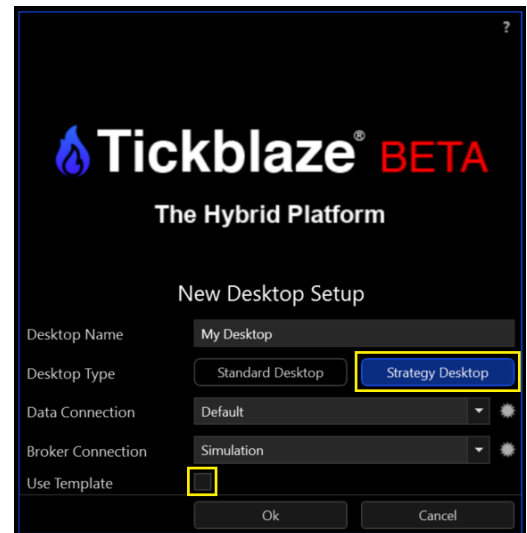 ?
Tickblaze® BETA
The Hybrid Platform
New Desktop Setup
Desktop Name My Desktop
Desktop Type Standard Desktop Strategy Desktop
Data Connection Default
Broker Connection Simulation
Use Template
Ok Cancel